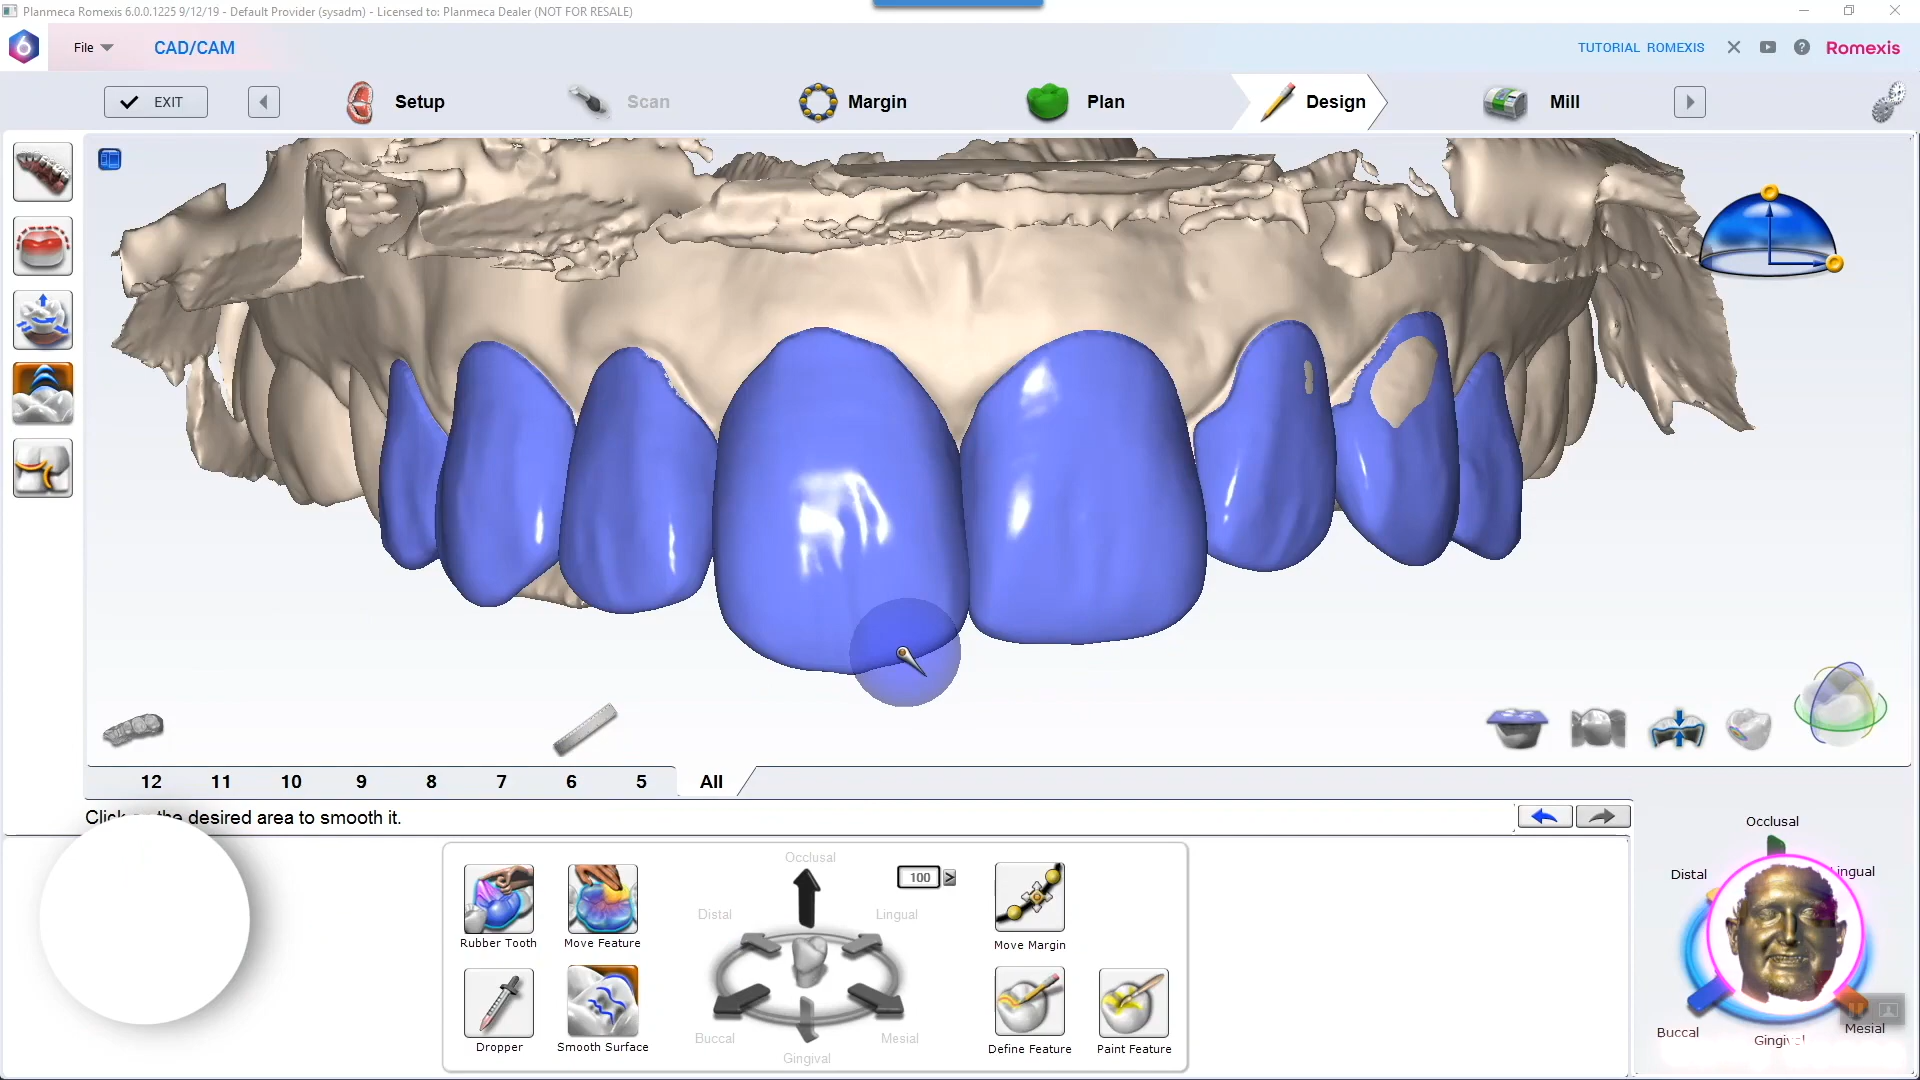 Planmeca Romexis 6.0.0.1225 9/12/19 - Default Provider (sysadm) - Licensed to: Planmeca Dealer (NOT FOR RESALE)
6 File CAD/CAM TUTORIAL ROMEXIS Romexis
EXIT Setup Scan Margin Plan Design Mill
12 11 10 9 8 7 6 5 All
desired area to smooth it.
Occlusal
100
Distal Lingual
Rubber Tooth Move Feature Move Margin
Buccal Mesial
Gingival
Dropper Smooth Surface Define Feature Paint Feature
Occlusal
Distal
Buccal Mesial